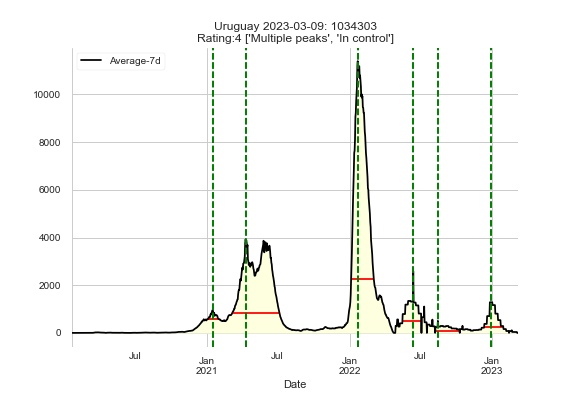 Uruguay 2023-03-09: 1034303
Rating:4 ['Multiple peaks', 'In control']
Average-7d
10000
8000
6000
4000
2000
0
Jul
Jan
2021
Jul
Jan
2022
Jul
Jan
2023
Date